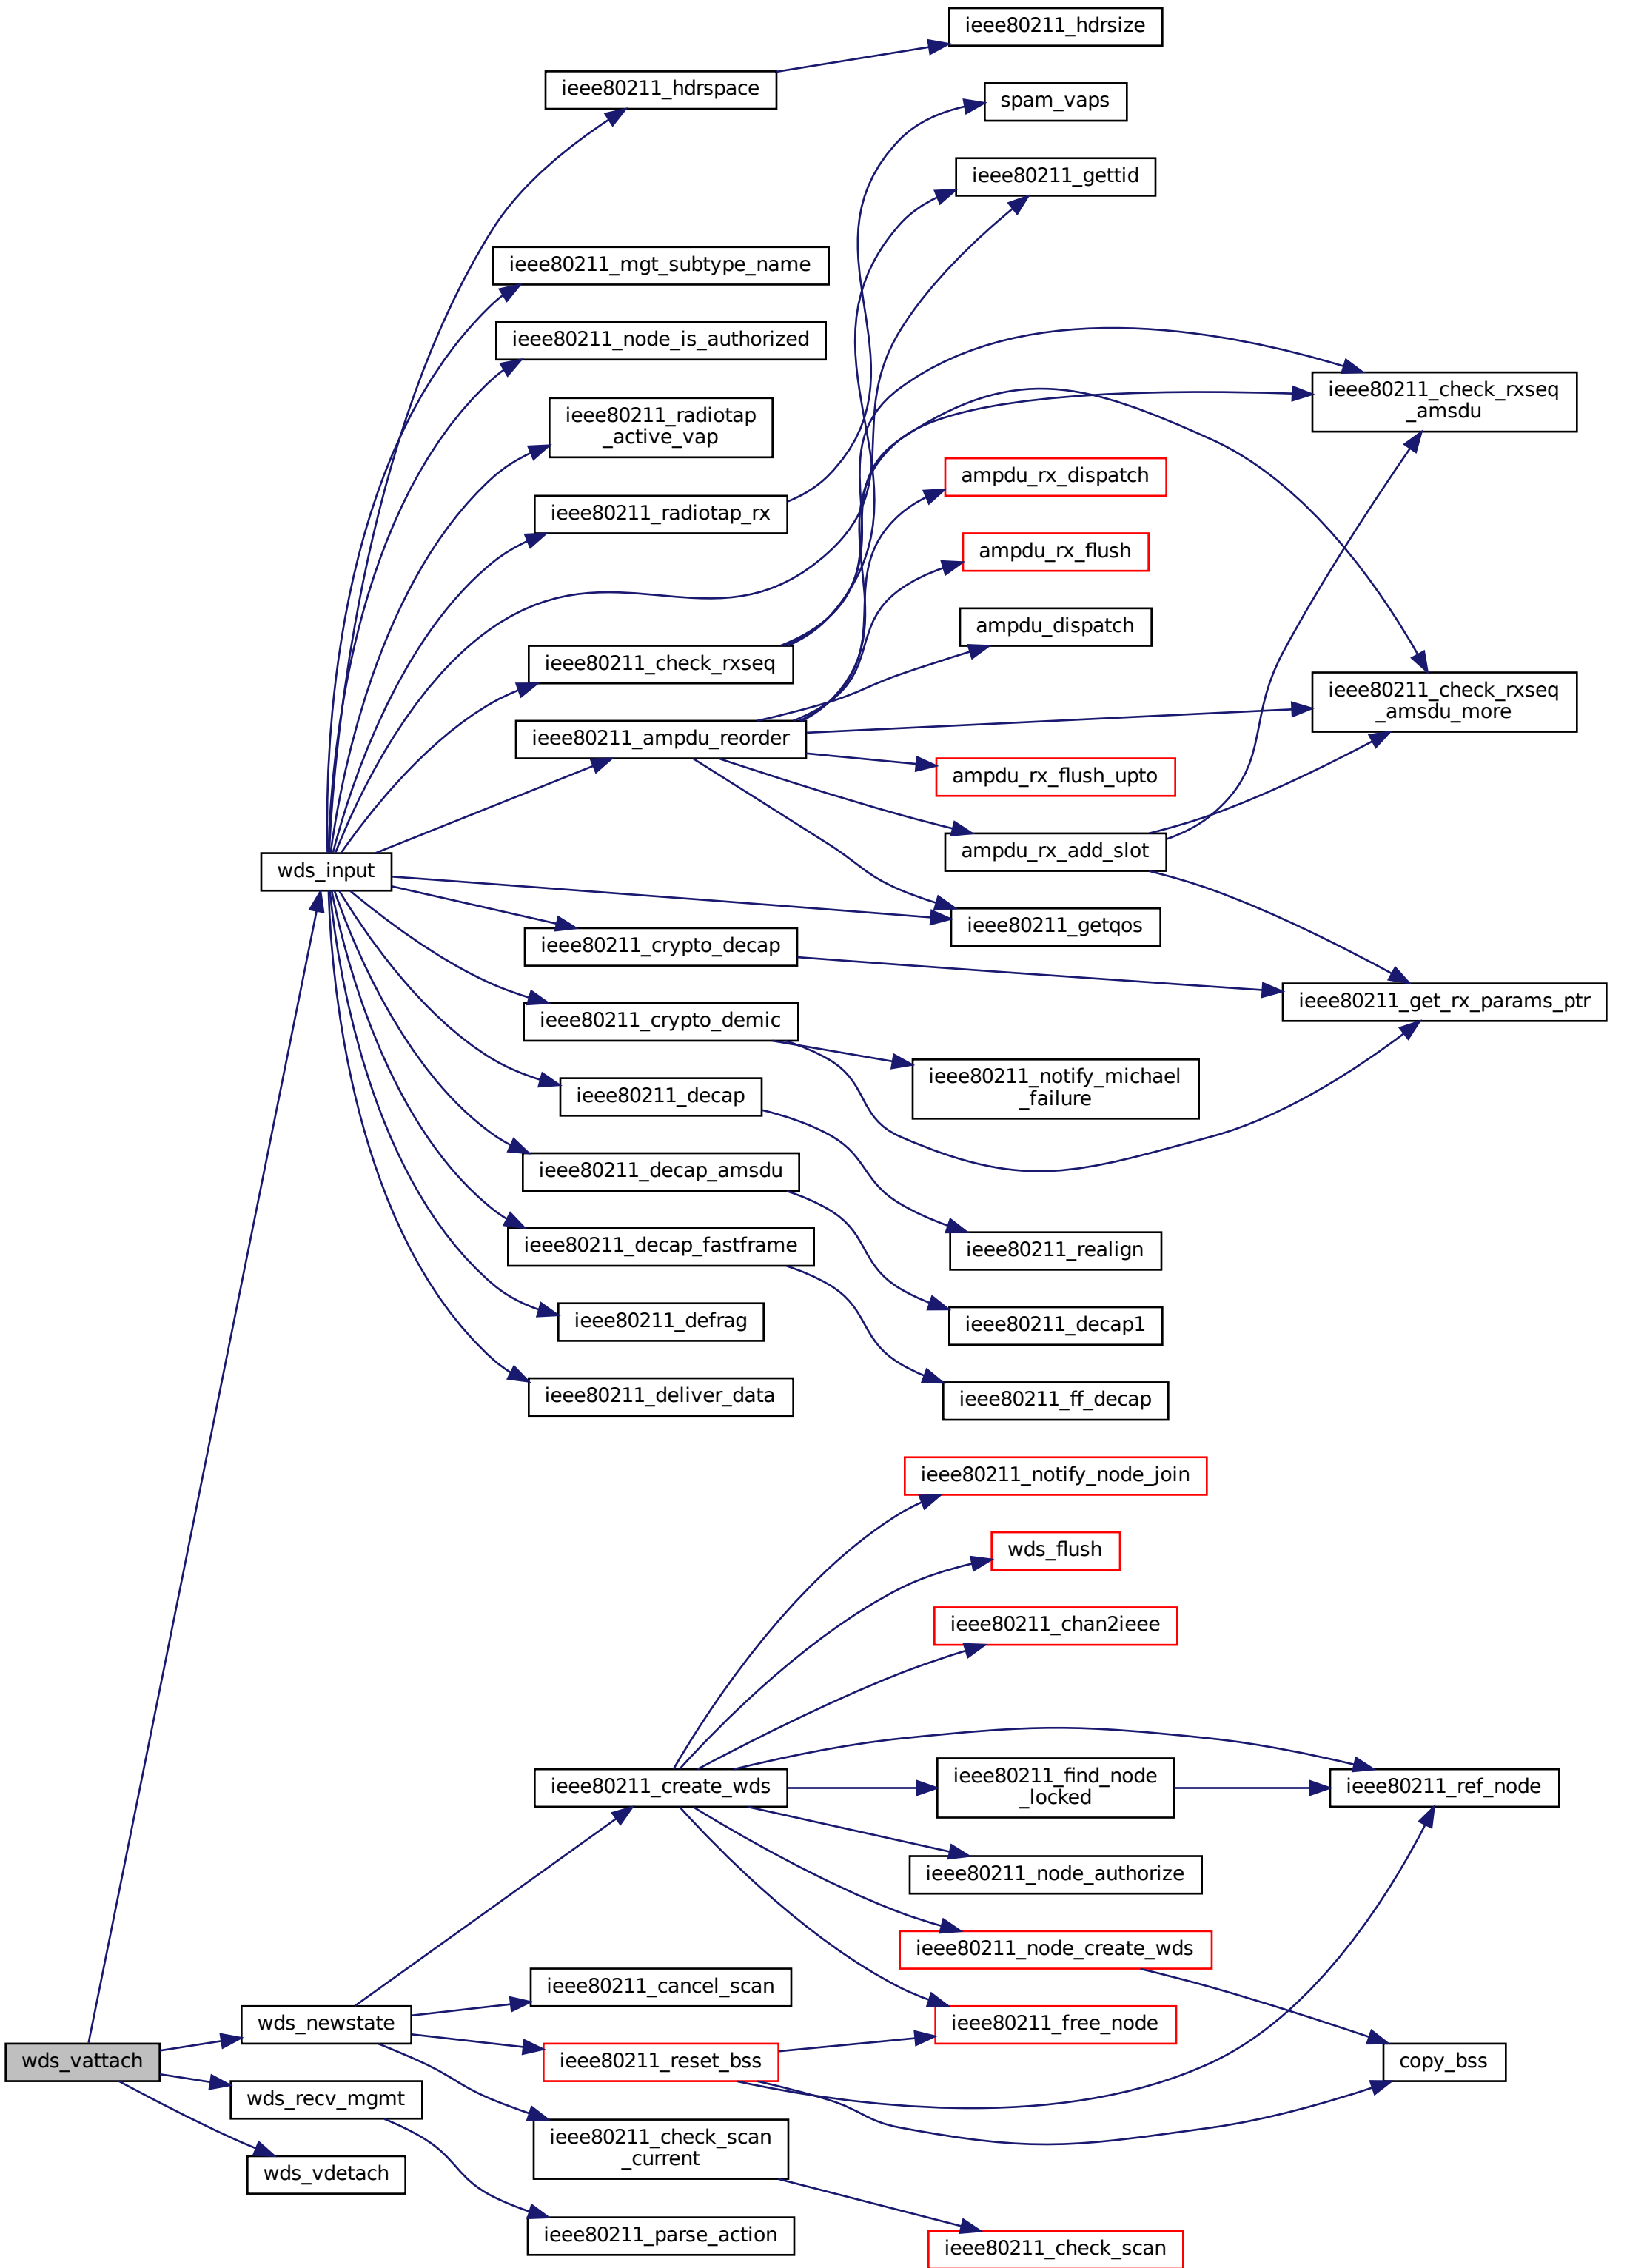 ieee80211_hdrsize
ieee80211_hdrspace
spam_vaps
ieee80211_gettid
ieee80211_mgt_subtype_name
ieee80211_node_is_authorized
ieee80211_check_rxseq
_amsdu
ieee80211_radiotap
_active_vap
ampdu_rx_dispatch
ieee80211_radiotap_rx
ampdu_rx_flush
ampdu_dispatch
ieee80211_check_rxseq
ieee80211_check_rxseq
_amsdu_more
ieee80211_ampdu_reorder
ampdu_rx_flush_upto
ampdu_rx_add_slot
wds_input
ieee80211_getqos
ieee80211_crypto_decap
ieee80211_get_rx_params_ptr
ieee80211_crypto_demic
ieee80211_notify_michael
_failure
ieee80211_decap
ieee80211_decap_amsdu
ieee80211_decap_fastframe
ieee80211_realign
ieee80211_defrag
ieee80211_decap1
ieee80211_deliver_data
ieee80211_ff_decap
ieee80211_notify_node_join
wds_flush
ieee80211_chan2ieee
ieee80211_create_wds
ieee80211_find_node
_locked
ieee80211_ref_node
ieee80211_node_authorize
ieee80211_node_create_wds
ieee80211_cancel_scan
wds_newstate
ieee80211_free_node
wds_vattach
ieee80211_reset_bss
copy_bss
wds_recv_mgmt
ieee80211_check_scan
_current
wds_vdetach
ieee80211_parse_action
ieee80211_check_scan